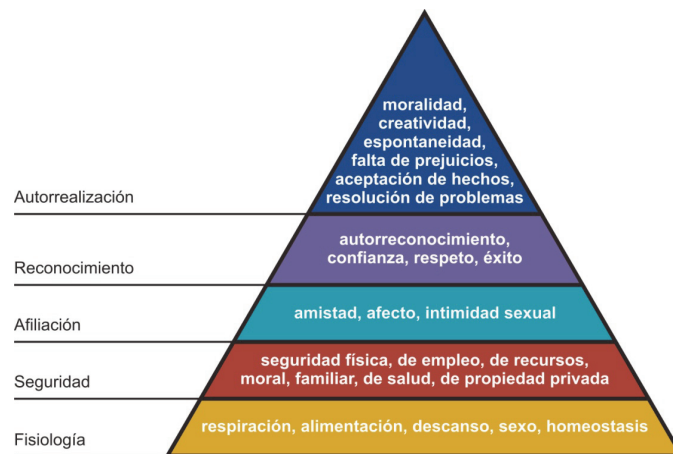 moralidad,
creatividad,
espontaneidad,
falta de prejuicios,
aceptación de hechos,
resolución de problemas
Autorrealización
autorreconocimiento,
confianza, respeto, éxito
Reconocimiento
amistad, afecto, intimidad sexual
Afiliación
seguridad física, de empleo, de recursos,
moral, familiar, de salud, de propiedad privada
Seguridad
respiración, alimentación, descanso, sexo, homeostasis
Fisiología